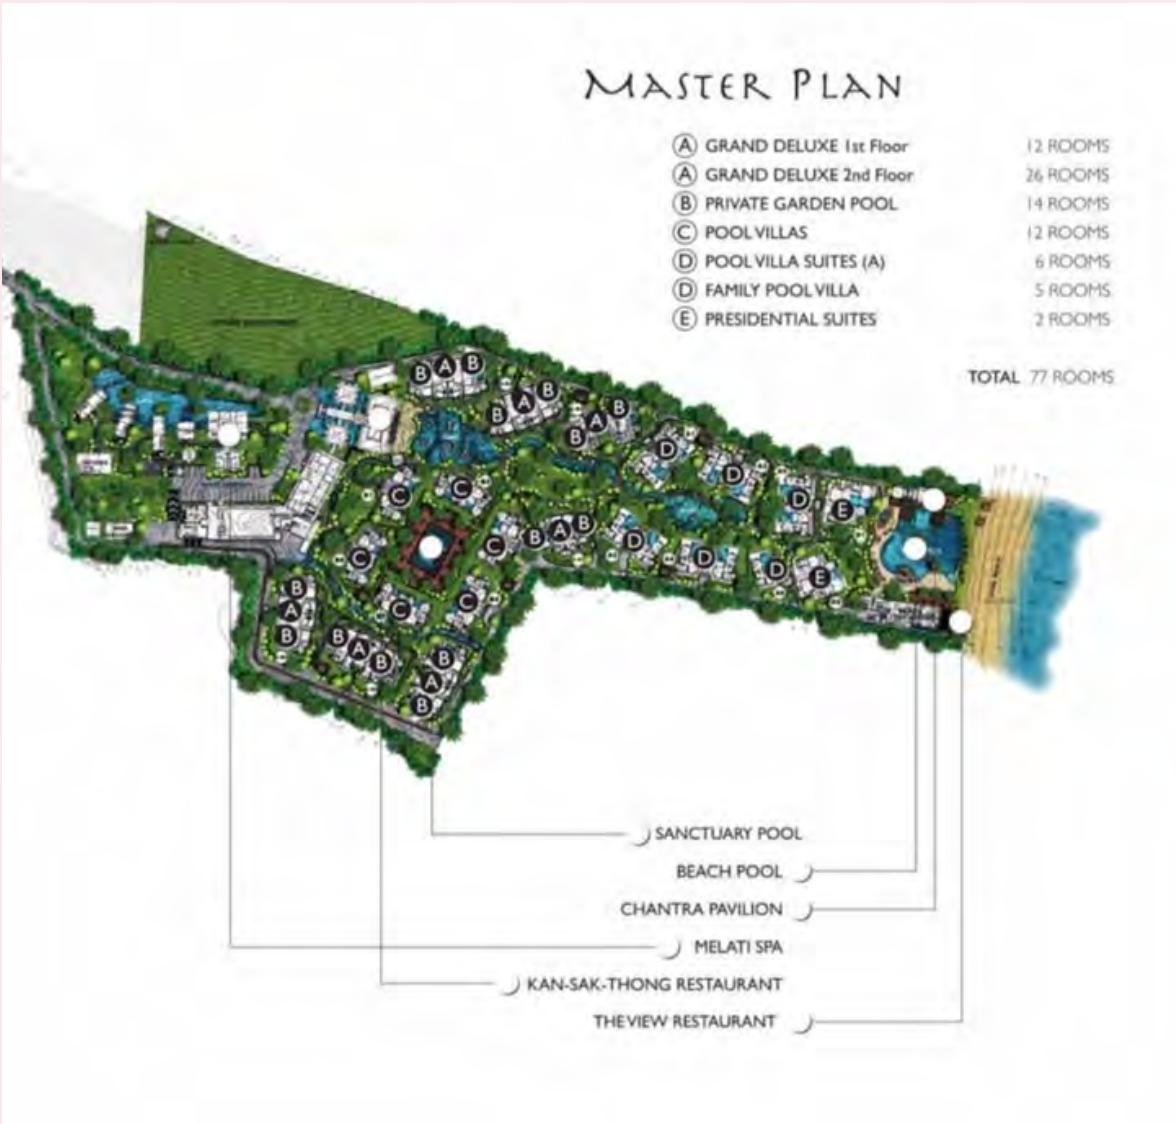 MASTER PLAN
A GRAND DELUXE 1st Floor 12 ROOMS
A GRAND DELUXE 2nd Floor 26 ROOMS
B PRIVATE GARDEN POOL 14 ROOMS
C POOL VILLAS 12 ROOMS
D POOL VILLA SUITES (A) 6 ROOMS
D FAMILY POOL VILLA 5 ROOMS
E PRESIDENTIAL SUITES 2 ROOMS
TOTAL 77 ROOMS
B A B
B A B
B A B
D
D
D
E
C
C
C
C
C
C
B A B
D
D
D
E
B
A
B
B A B
B
A
B
SANCTUARY POOL
BEACH POOL
CHANTRA PAVILION
MELATI SPA
KAN-SAK-THONG RESTAURANT
THE VIEW RESTAURANT